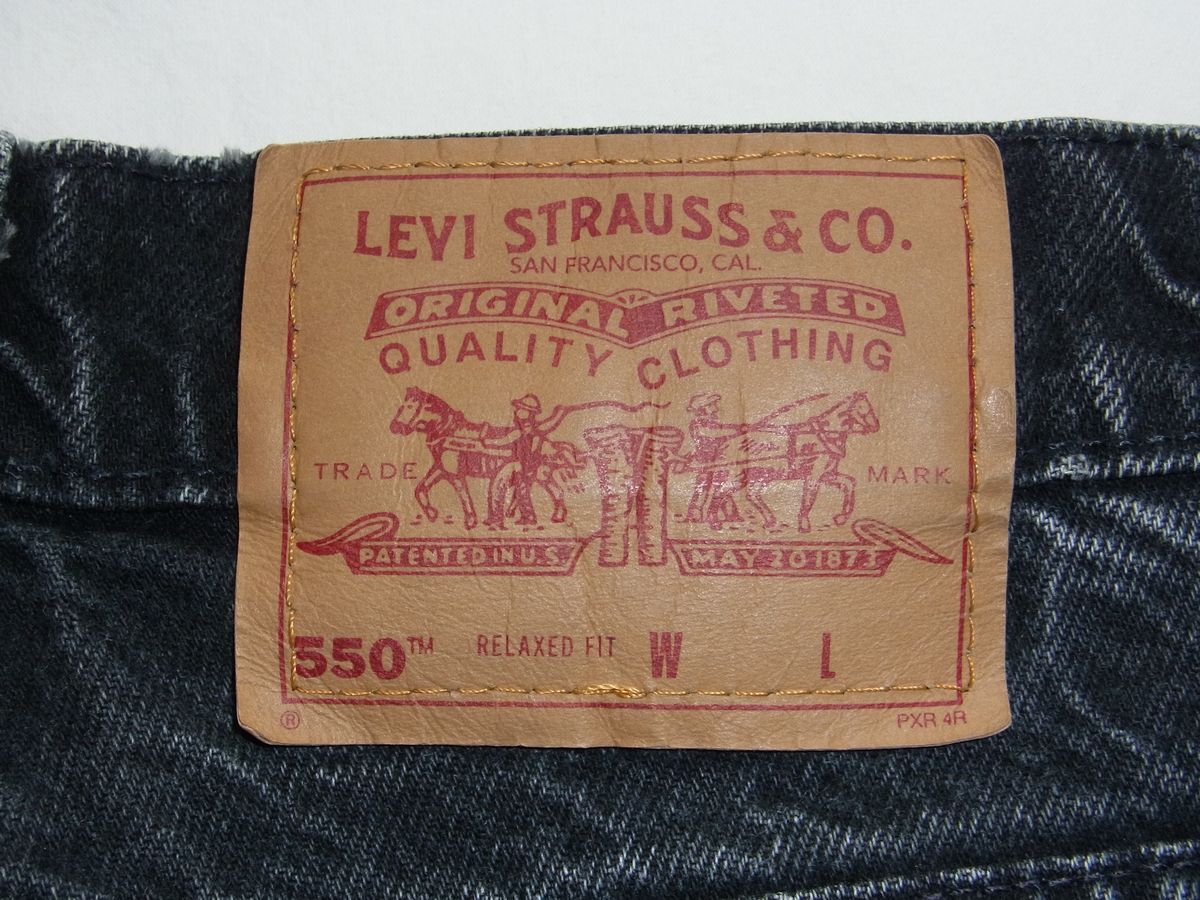 LEVI STRAUSS & CO.
SAN FRANCISCO, CAL.
ORIGINAL RIVETED
QUALITY CLOTHING
TRADE MARK
PATENTED IN U.S. MAY 20 1873
550™ RELAXED FIT W L
® PXR 4R